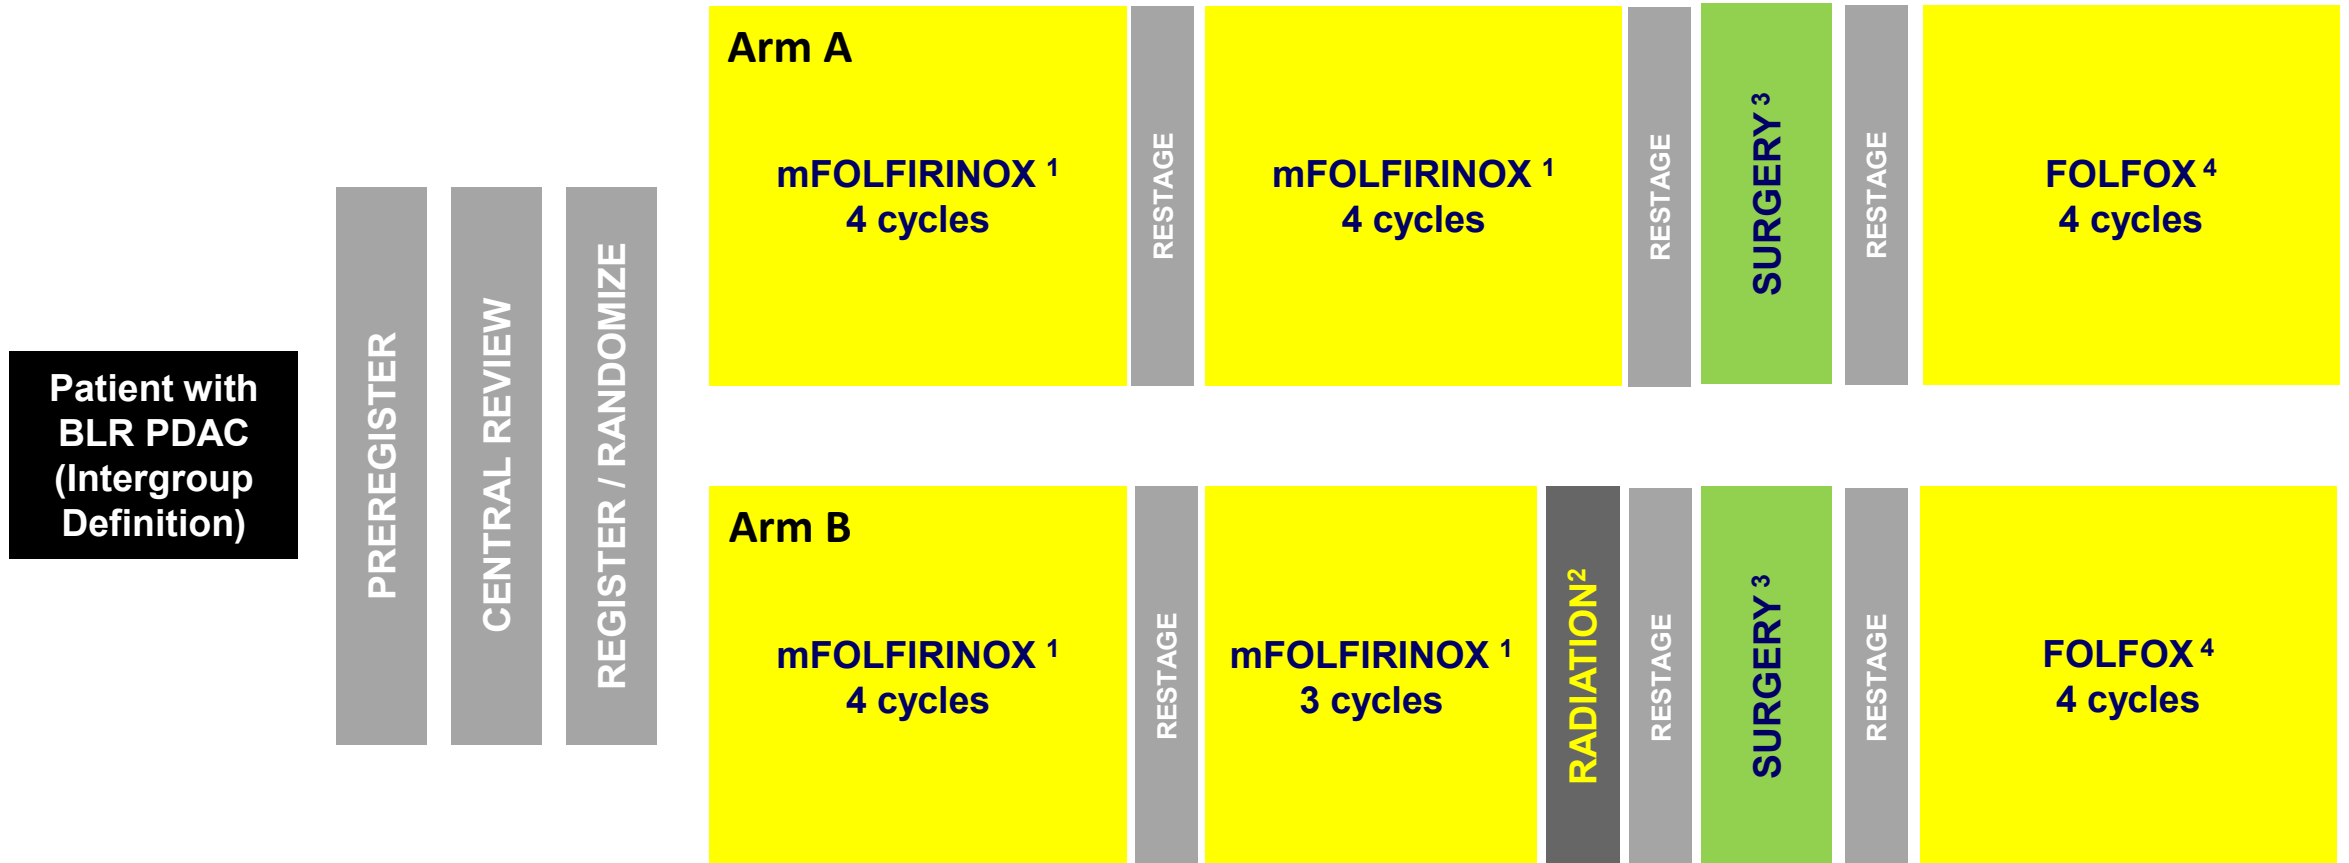 Patient with
BLR PDAC
(Intergroup
Definition)
PREREGISTER
CENTRAL REVIEW
REGISTER / RANDOMIZE
Arm A
mFOLFIRINOX ¹
4 cycles
RESTAGE
mFOLFIRINOX ¹
4 cycles
RESTAGE
SURGERY ³
RESTAGE
FOLFOX ⁴
4 cycles
Arm B
mFOLFIRINOX ¹
4 cycles
RESTAGE
mFOLFIRINOX ¹
3 cycles
RADIATION²
RESTAGE
SURGERY ³
RESTAGE
FOLFOX ⁴
4 cycles